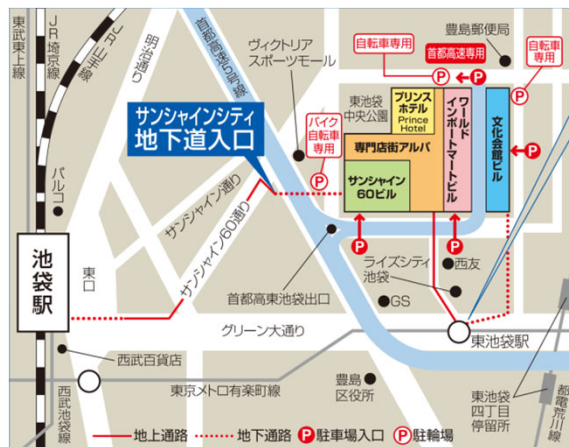 東武東上線
JR埼京線
JR山手線
明治通り
首都高速5号線
ヴィクトリア
スポーツモール
豊島郵便局
自転車専用
P
首都高速専用
P
自転車専用
P
サンシャインシティ
地下道入口
バイク
自転車
専用
P
東池袋
中央公園
プリンス
ホテル
Prince
Hotel
専門店街アルパ
サンシャイン
60ビル
ワールド
インポートマートビル
文化会館ビル
P
P
P
パルコ
サンシャイン通り
サンシャイン60通り
池袋駅
東口
首都高東池袋出口
ライズシティ
池袋
西友
GS
グリーン大通り
東池袋駅
西武百貨店
西武池袋線
東京メトロ有楽町線
豊島
区役所
東池袋
四丁目
停留所
都電荒川線
地上通路
地下通路
P駐車場入口
P駐輪場